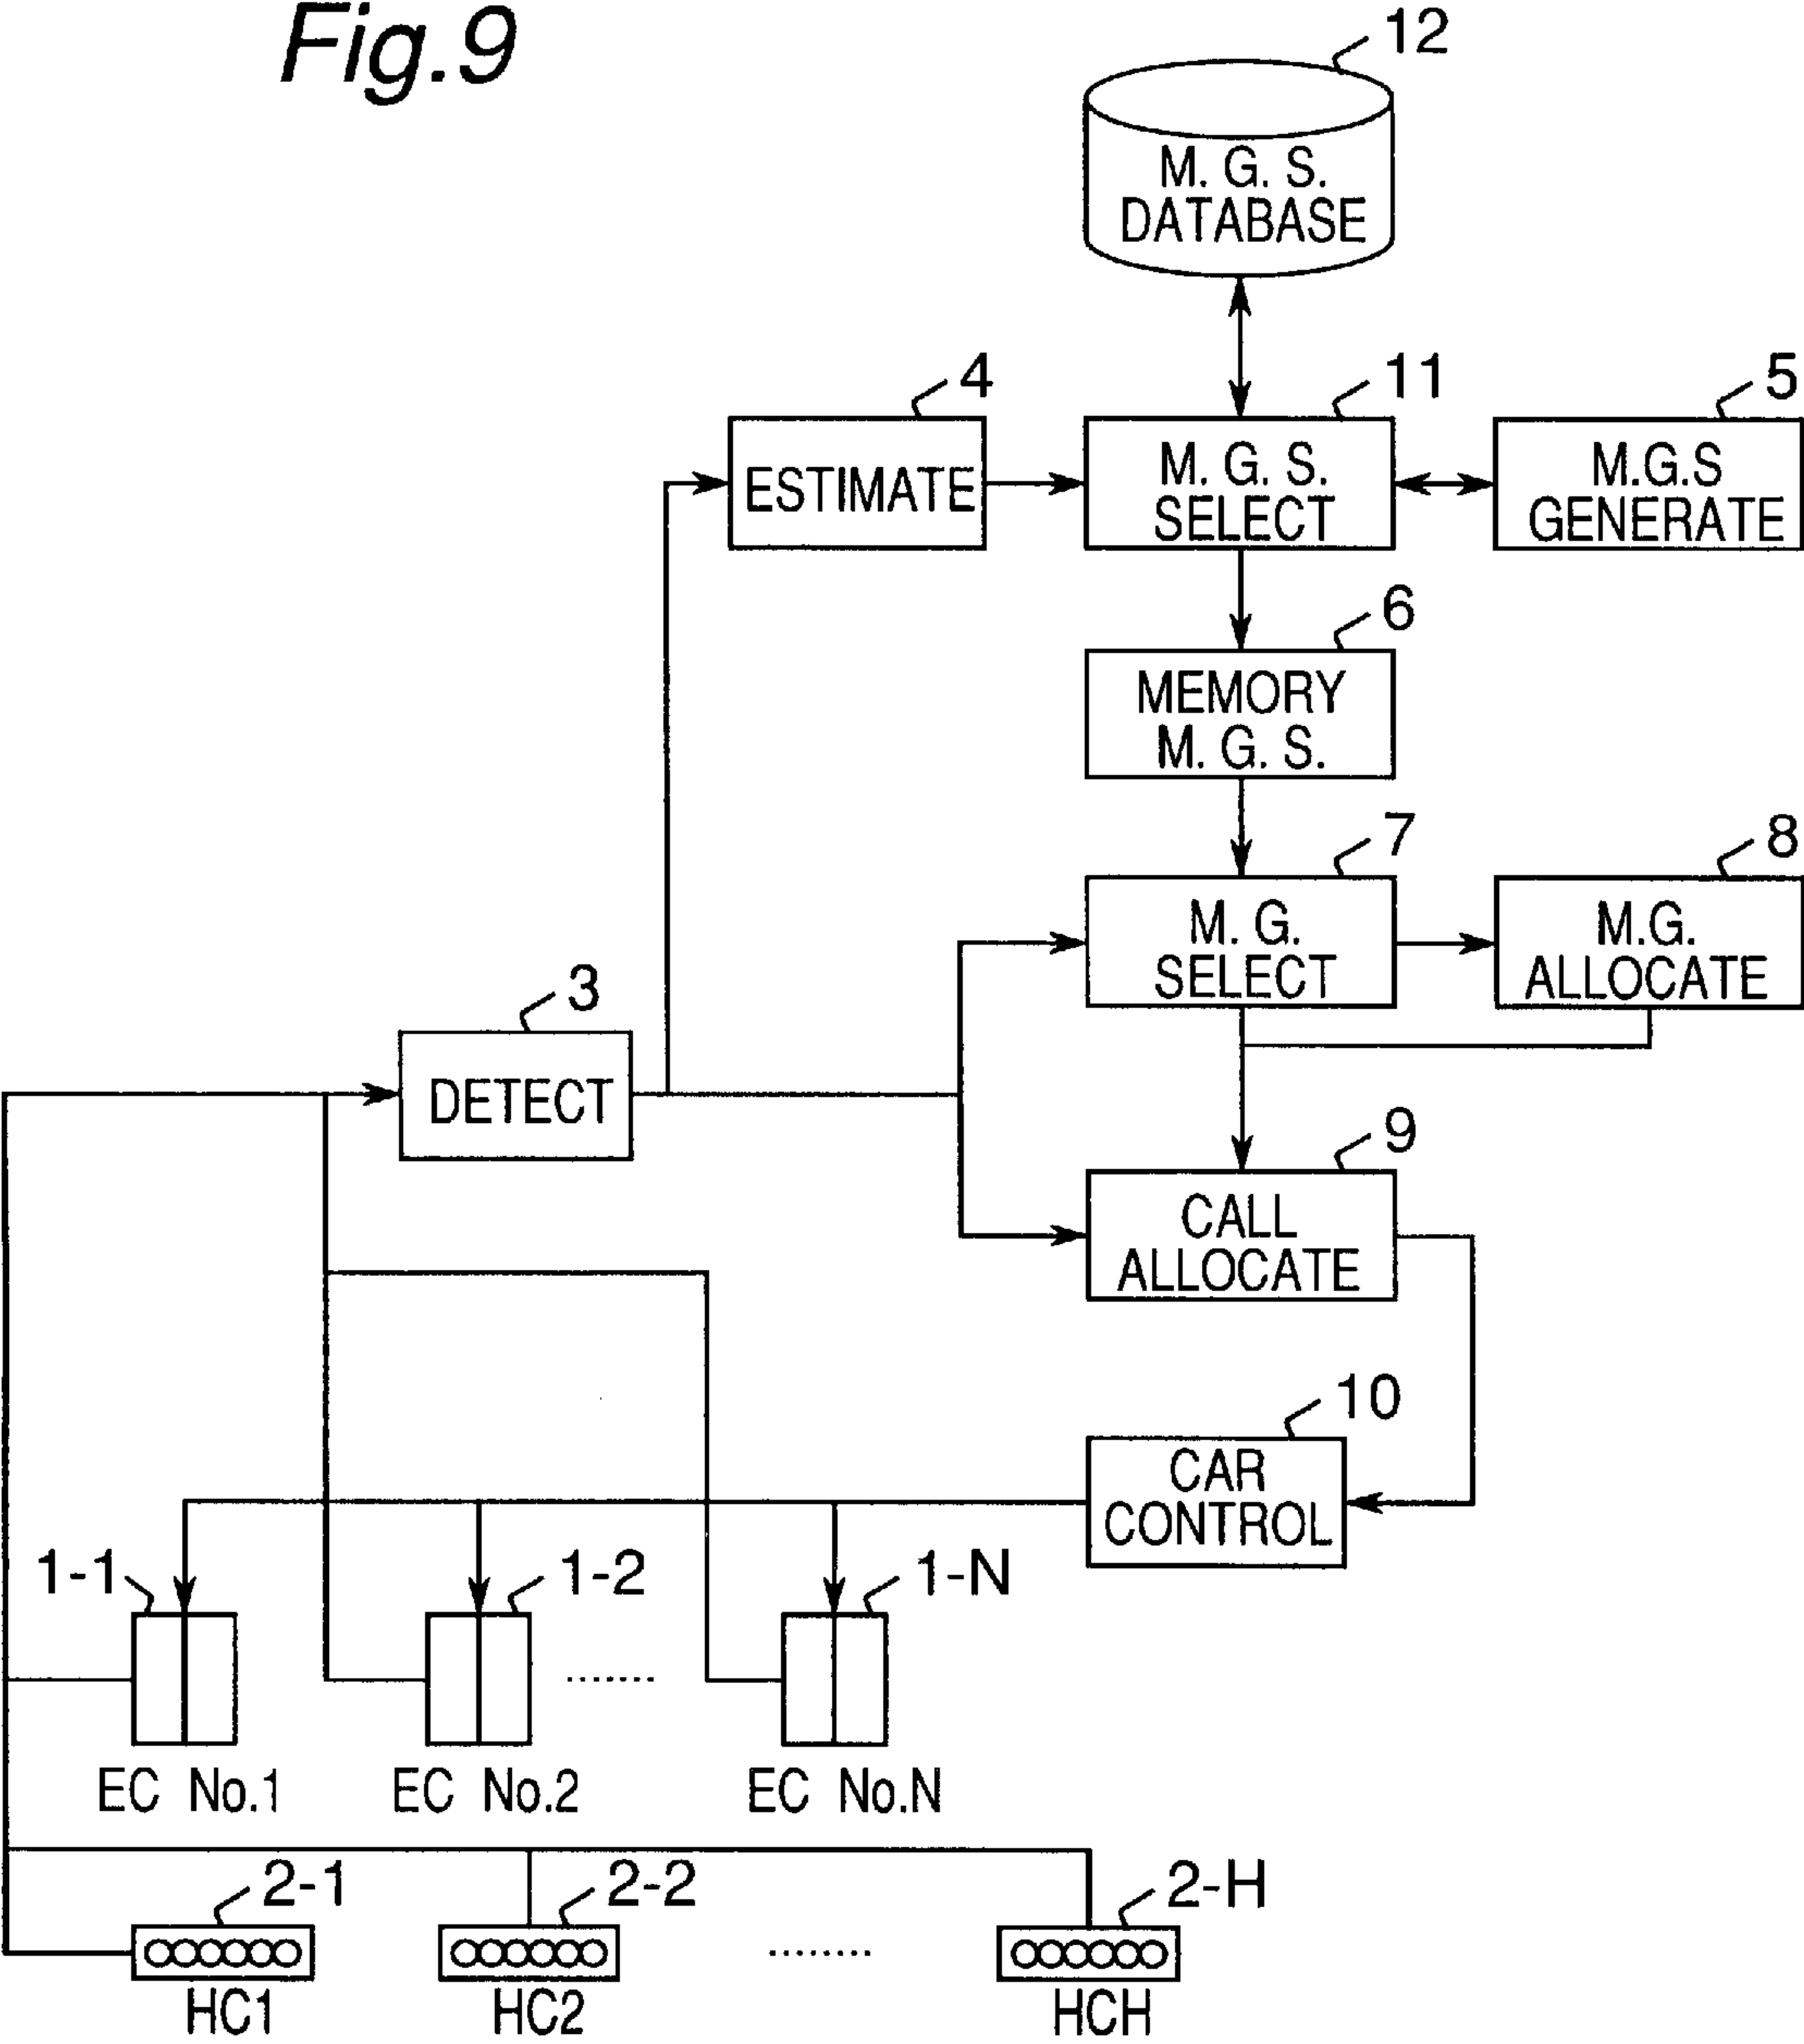 Fig.9
12
M. G. S.
DATABASE
4
11
5
ESTIMATE
M. G. S.
SELECT
M.G.S
GENERATE
6
MEMORY
M. G. S.
7
8
M. G.
SELECT
M.G.
ALLOCATE
3
DETECT
9
CALL
ALLOCATE
10
CAR
CONTROL
1-1
1-2
1-N
EC No.1
EC No.2
EC No.N
2-1
2-2
2-H
HC1
HC2
HCH